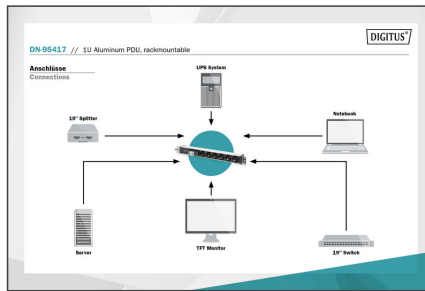 DIGITUS®
DN-95417 // 1U Aluminum PDU, rackmountable
Anschlüsse
Connections
UPS System
19" Splitter
Notebook
Server
TFT Monitor
19" Switch